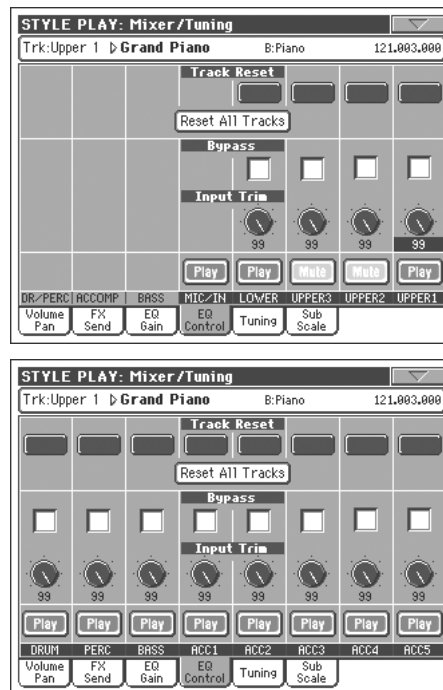 STYLE PLAY: Mixer/Tuning
Trk:Upper 1 Grand Piano B:Piano 121.003.000
Track Reset
Reset All Tracks
Bypass
Input Trim
99 99 99 99
Play Play Mute Mute Play
DR/PERC ACCOMP BASS MIC/IN LOWER UPPER3 UPPER2 UPPER1
Volume Pan FX Send EQ Gain EQ Control Tuning Sub Scale
STYLE PLAY: Mixer/Tuning
Trk:Upper 1 Grand Piano B:Piano 121.003.000
Track Reset
Reset All Tracks
Bypass
Input Trim
99 99 99 99 99 99 99 99
Play Play Play Play Play Play Play Play
DRUM PERC BASS ACC1 ACC2 ACC3 ACC4 ACC5
Volume Pan FX Send EQ Gain EQ Control Tuning Sub Scale